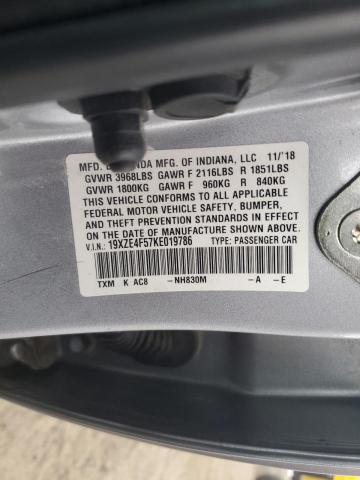 MFD. NDA MFG. OF INDIANA, LLC 11/'18
GVWR 3968LBS GAWR F 2116LBS R 1851LBS
GVWR 1800KG GAWR F 960KG R 840KG
THIS VEHICLE CONFORMS TO ALL APPLICABLE
FEDERAL MOTOR VEHICLE SAFETY, BUMPER,
AND THEFT PREVENTION STANDARDS IN EFFECT
ON THE DATE OF MANUFACTURE SHOWN ABOVE.
V.I.N.: 19XZE4F57KE019786 TYPE: PASSENGER CAR
TXM K AC8 -NH830M -A -E